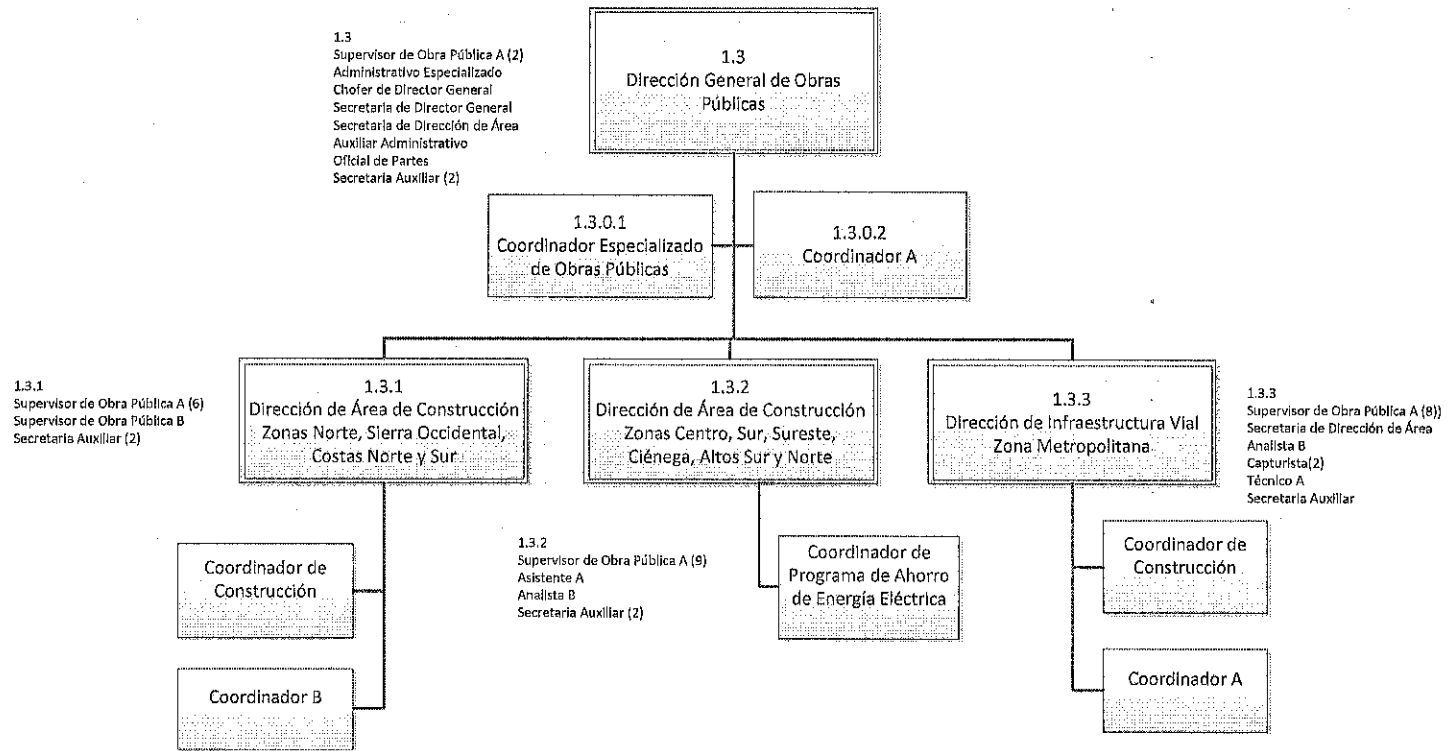 1.3
Supervisor de Obra Pública A (2)
Administrativo Especializado
Chofer de Director General
Secretaria de Director General
Secretaria de Dirección de Área
Auxiliar Administrativo
Oficial de Partes
Secretaria Auxiliar (2)
1.3
Dirección General de Obras
Públicas
1.3.0.1
Coordinador Especializado
de Obras Públicas
1.3.0.2
Coordinador A
1.3.1
Supervisor de Obra Pública A (6)
Supervisor de Obra Pública B
Secretaria Auxiliar (2)
1.3.1
Dirección de Área de Construcción
Zonas Norte, Sierra Occidental,
Costas Norte y Sur
1.3.2
Dirección de Área de Construcción
Zonas Centro, Sur, Sureste,
Ciénega, Altos Sur y Norte
1.3.3
Dirección de Infraestructura Vial
Zona Metropolitana
1.3.3
Supervisor de Obra Pública A (8))
Secretaria de Dirección de Área
Analista B
Capturista(2)
Técnico A
Secretaria Auxiliar
Coordinador de
Construcción
Coordinador B
1.3.2
Supervisor de Obra Pública A (9)
Asistente A
Analista B
Secretaria Auxiliar (2)
Coordinador de
Programa de Ahorro
de Energía Eléctrica
Coordinador de
Construcción
Coordinador A